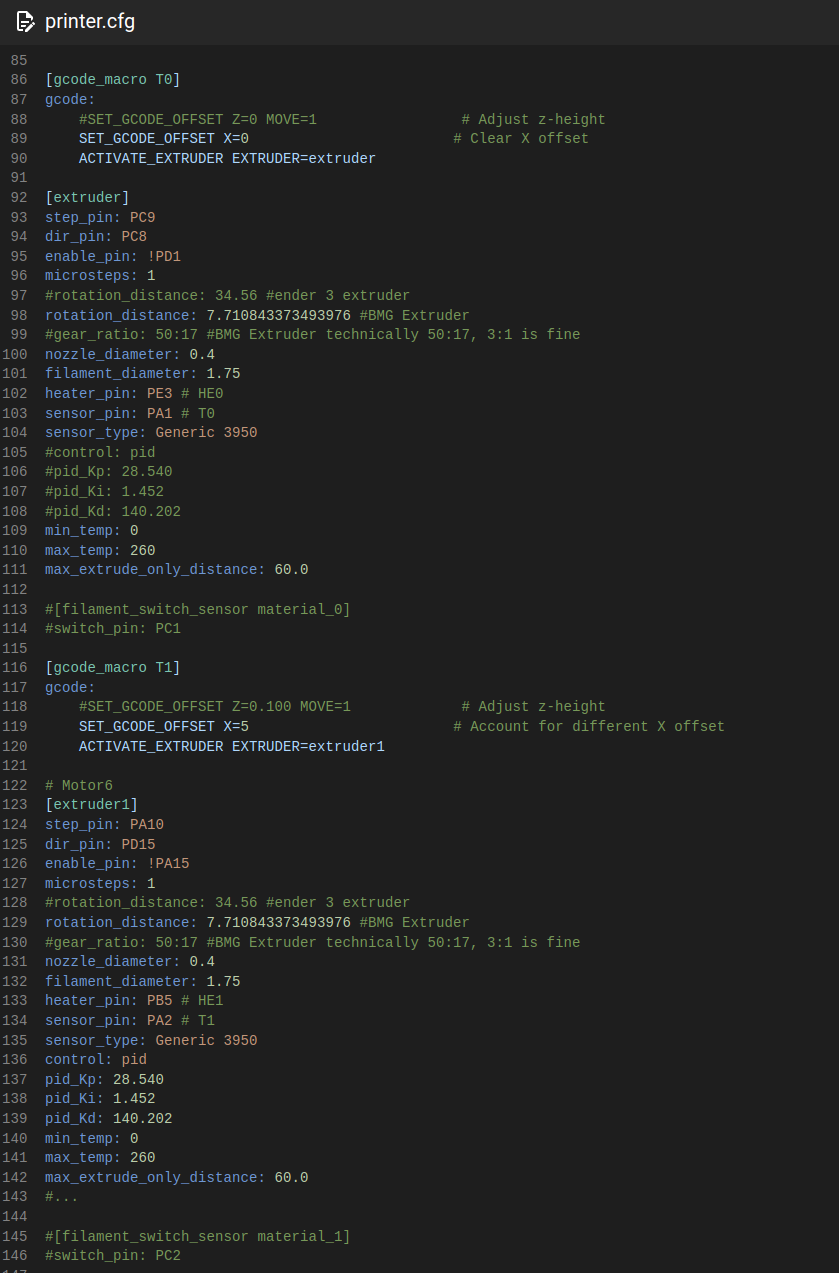 printer.cfg
85
86 [gcode_macro T0]
87 gcode:
88     #SET_GCODE_OFFSET Z=0 MOVE=1                 # Adjust z-height
89     SET_GCODE_OFFSET X=0                        # Clear X offset
90     ACTIVATE_EXTRUDER EXTRUDER=extruder
91
92 [extruder]
93 step_pin: PC9
94 dir_pin: PC8
95 enable_pin: !PD1
96 microsteps: 1
97 #rotation_distance: 34.56 #ender 3 extruder
98 rotation_distance: 7.710843373493976 #BMG Extruder
99 #gear_ratio: 50:17 #BMG Extruder technically 50:17, 3:1 is fine
100 nozzle_diameter: 0.4
101 filament_diameter: 1.75
102 heater_pin: PE3 # HE0
103 sensor_pin: PA1 # T0
104 sensor_type: Generic 3950
105 #control: pid
106 #pid_Kp: 28.540
107 #pid_Ki: 1.452
108 #pid_Kd: 140.202
109 min_temp: 0
110 max_temp: 260
111 max_extrude_only_distance: 60.0
112
113 #[filament_switch_sensor material_0]
114 #switch_pin: PC1
115
116 [gcode_macro T1]
117 gcode:
118     #SET_GCODE_OFFSET Z=0.100 MOVE=1             # Adjust z-height
119     SET_GCODE_OFFSET X=5                        # Account for different X offset
120     ACTIVATE_EXTRUDER EXTRUDER=extruder1
121
122 # Motor6
123 [extruder1]
124 step_pin: PA10
125 dir_pin: PD15
126 enable_pin: !PA15
127 microsteps: 1
128 #rotation_distance: 34.56 #ender 3 extruder
129 rotation_distance: 7.710843373493976 #BMG Extruder
130 #gear_ratio: 50:17 #BMG Extruder technically 50:17, 3:1 is fine
131 nozzle_diameter: 0.4
132 filament_diameter: 1.75
133 heater_pin: PB5 # HE1
134 sensor_pin: PA2 # T1
135 sensor_type: Generic 3950
136 control: pid
137 pid_Kp: 28.540
138 pid_Ki: 1.452
139 pid_Kd: 140.202
140 min_temp: 0
141 max_temp: 260
142 max_extrude_only_distance: 60.0
143 #...
144
145 #[filament_switch_sensor material_1]
146 #switch_pin: PC2